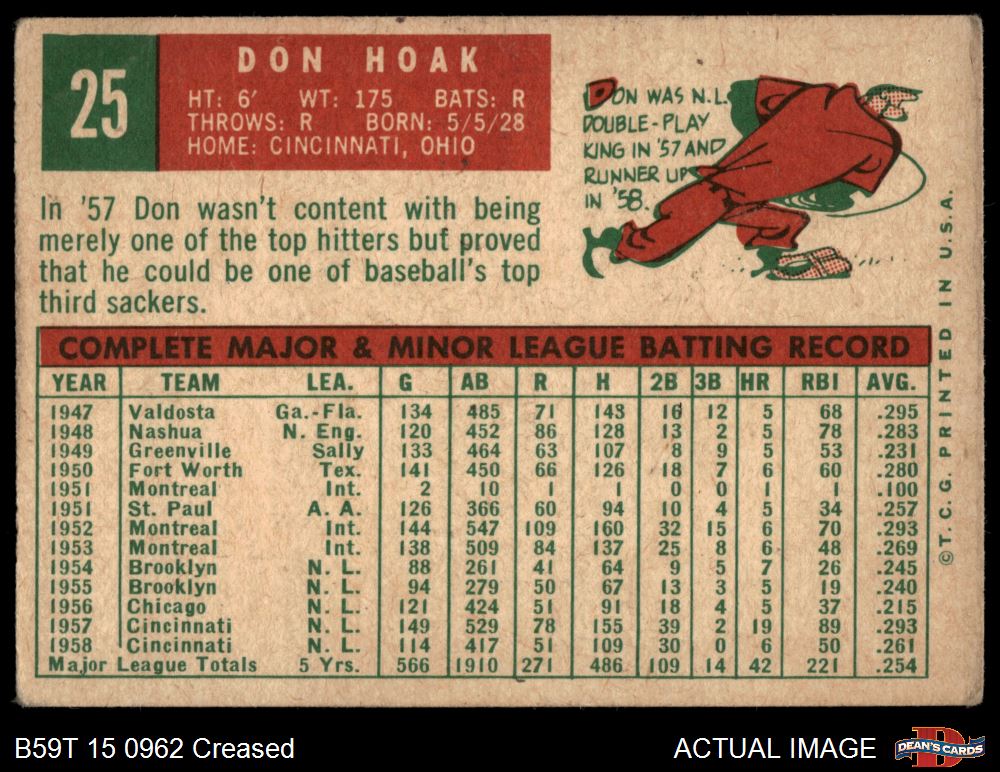 25
DON HOAK
HT: 6' WT: 175 BATS: R
THROWS: R BORN: 5/5/28
HOME: CINCINNATI, OHIO
DON WAS N.L.
DOUBLE-PLAY
KING IN '57 AND
RUNNER UP
IN '58.
In '57 Don wasn't content with being
merely one of the top hitters but proved
that he could be one of baseball's top
third sackers.
COMPLETE MAJOR & MINOR LEAGUE BATTING RECORD
YEAR TEAM LEA. G AB R H 2B 3B HR RBI AVG.
1947 Valdosta Ga.-Fla. 134 485 71 143 16 12 5 68 .295
1948 Nashua N. Eng. 120 452 86 128 13 2 5 78 .283
1949 Greenville Sally 133 464 63 107 8 9 5 53 .231
1950 Fort Worth Tex. 141 450 66 126 18 7 6 60 .280
1951 Montreal Int. 2 10 1 1 0 0 1 1 .100
1951 St. Paul A. A. 126 366 60 94 10 4 5 34 .257
1952 Montreal Int. 144 547 109 160 32 15 6 70 .293
1953 Montreal Int. 138 509 84 137 25 8 6 48 .269
1954 Brooklyn N. L. 88 261 41 64 9 5 7 26 .245
1955 Brooklyn N. L. 94 279 50 67 13 3 5 19 .240
1956 Chicago N. L. 121 424 51 91 18 4 5 37 .215
1957 Cincinnati N. L. 149 529 78 155 39 2 19 89 .293
1958 Cincinnati N. L. 114 417 51 109 30 0 6 50 .261
Major League Totals 5 Yrs. 566 1910 271 486 109 14 42 221 .254
© T. C. G. PRINTED IN U. S. A.
B59T 15 0962 Creased
ACTUAL IMAGE
D
DEAN'S CARDS